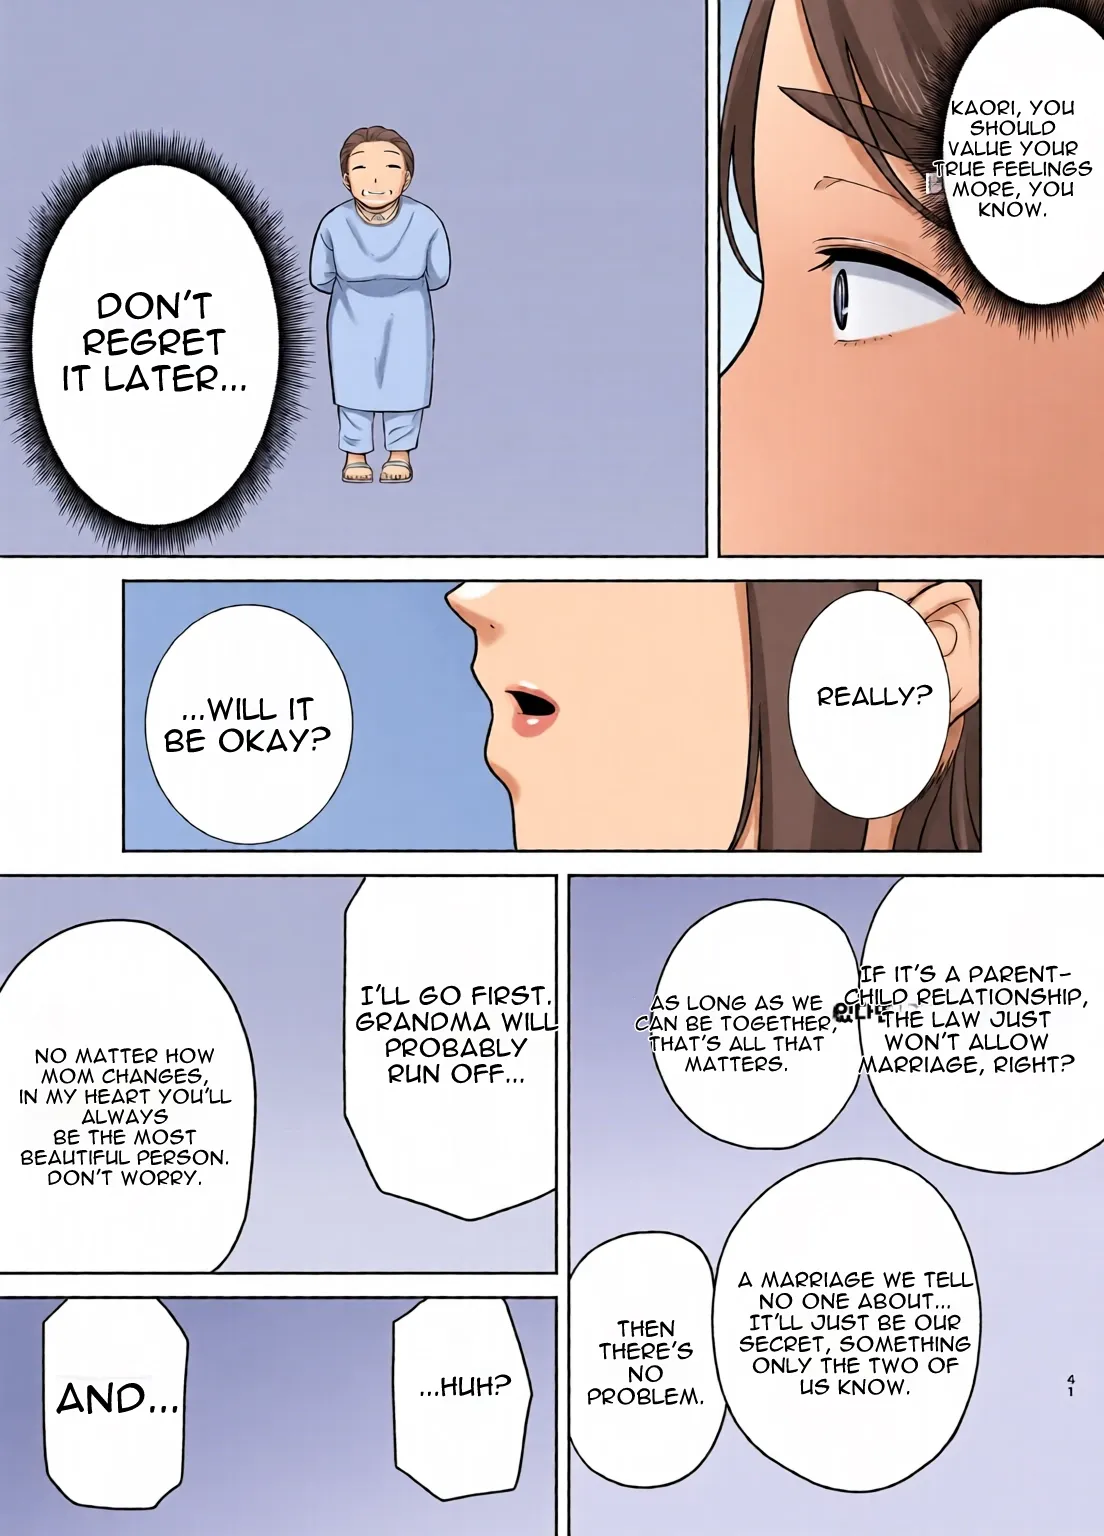 KAORI, YOU
SHOULD
VALUE YOUR
TRUE FEELINGS
MORE, YOU
KNOW.
DON'T
REGRET
IT LATER...
REALLY?
...WILL IT
BE OKAY?
IF IT'S A PARENT-
CHILD RELATIONSHIP,
THE LAW JUST
WON'T ALLOW
MARRIAGE, RIGHT?
AS LONG AS WE
CAN BE TOGETHER,
THAT'S ALL THAT
MATTERS.
A MARRIAGE WE TELL
NO ONE ABOUT...
IT'LL JUST BE OUR
SECRET, SOMETHING
ONLY THE TWO OF
US KNOW.
THEN
THERE'S
NO
PROBLEM.
I'LL GO FIRST.
GRANDMA WILL
PROBABLY
RUN OFF...
NO MATTER HOW
MOM CHANGES,
IN MY HEART YOU'LL
ALWAYS
BE THE MOST
BEAUTIFUL PERSON.
DON'T WORRY.
...HUH?
AND...
41